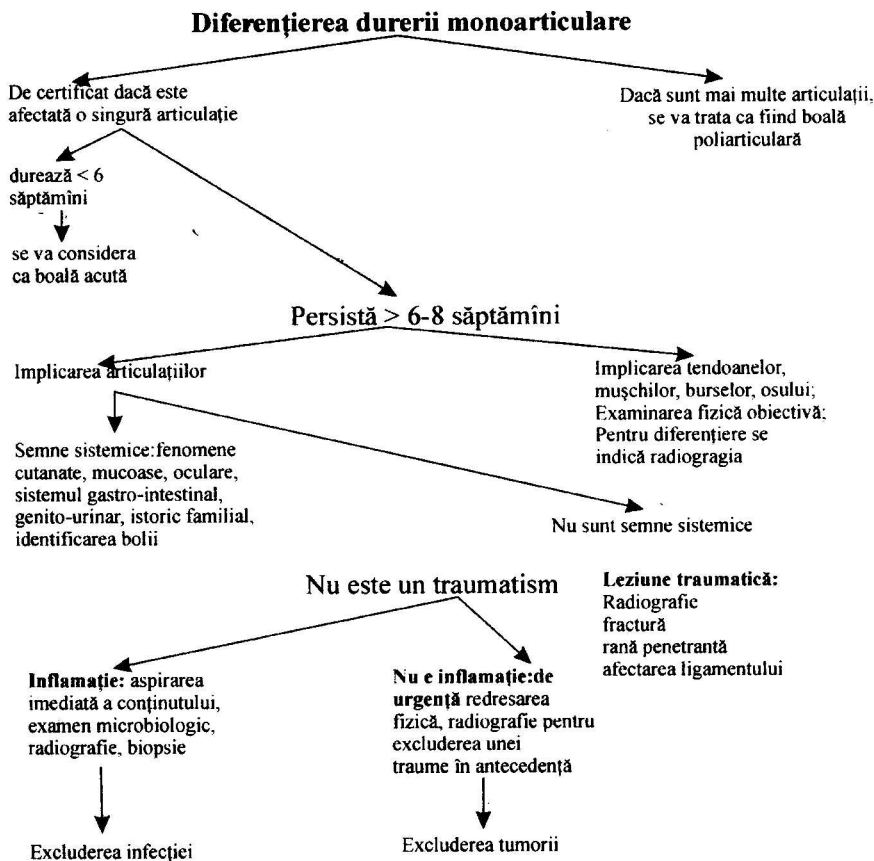 Diferenţierea durerii monoarticulare
De certificat dacă este
afectată o singură articulaţie
Dacă sunt mai multe articulaţii,
se va trata ca fiind boală
poliarticulară
durează < 6
săptămîni
se va considera
ca boală acută
Persistă > 6-8 săptămîni
Implicarea articulaţiilor
Implicarea tendoanelor,
muşchilor, burselor, osului;
Examinarea fizică obiectivă;
Pentru diferenţiere se
indică radiogragia
Semne sistemice:fenomene
cutanate, mucoase, oculare,
sistemul gastro-intestinal,
genito-urinar, istoric familial,
identificarea bolii
Nu sunt semne sistemice
Nu este un traumatism
Leziune traumatică:
Radiografie
fractură
rană penetrantă
afectarea ligamentului
Inflamaţie: aspirarea
imediată a conţinutului,
examen microbiologic,
radiografie, biopsie
Nu e inflamaţie:de
urgenţă redresarea
fizică, radiografie pentru
excluderea unei
traume în antecedenţă
Excluderea infecţiei
Excluderea tumorii